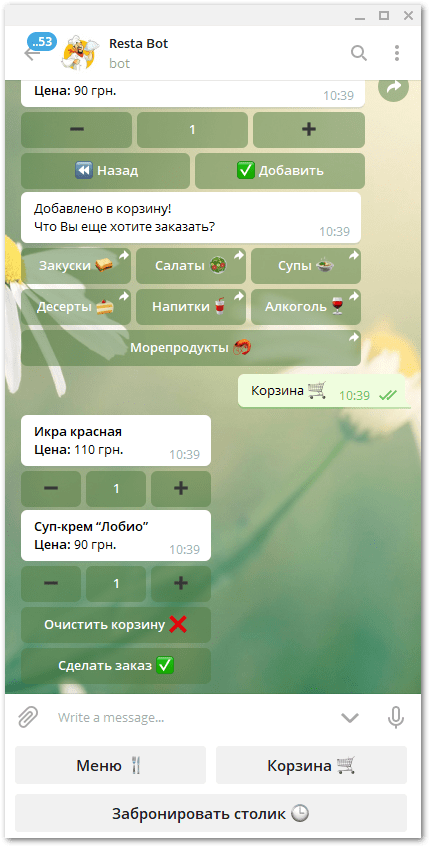 ..53
Resta Bot
bot
Цена: 90 грн.
10:39
1
Назад
Добавить
Добавлено в корзину!
Что Вы еще хотите заказать?
10:39
Закуски
Салаты
Супы
Десерты
Напитки
Алкоголь
Морепродукты
Корзина
10:39
Икра красная
Цена: 110 грн.
10:39
1
Суп-крем “Лобио”
Цена: 90 грн.
10:39
1
Очистить корзину
Сделать заказ
Write a message...
Меню
Корзина
Забронировать столик